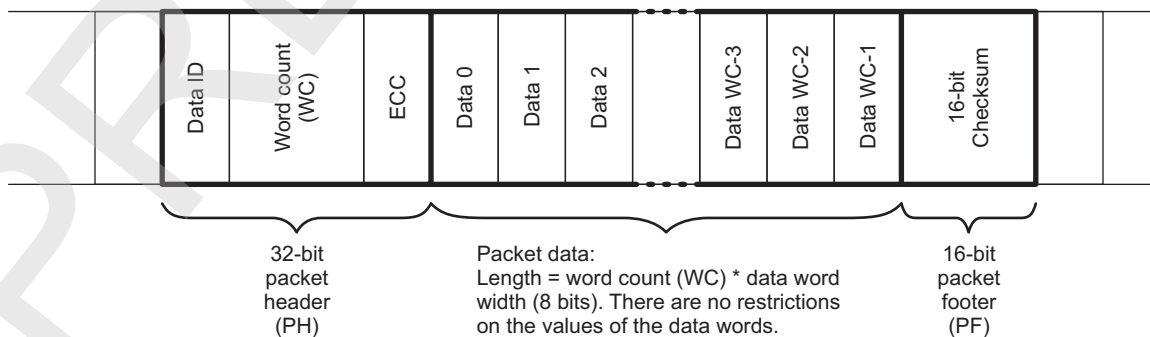 Data ID
Word count
(WC)
ECC
Data 0
Data 1
Data 2
Data WC-3
Data WC-2
Data WC-1
16-bit
Checksum
32-bit
packet
header
(PH)
Packet data:
Length = word count (WC) * data word
width (8 bits). There are no restrictions
on the values of the data words.
16-bit
packet
footer
(PF)